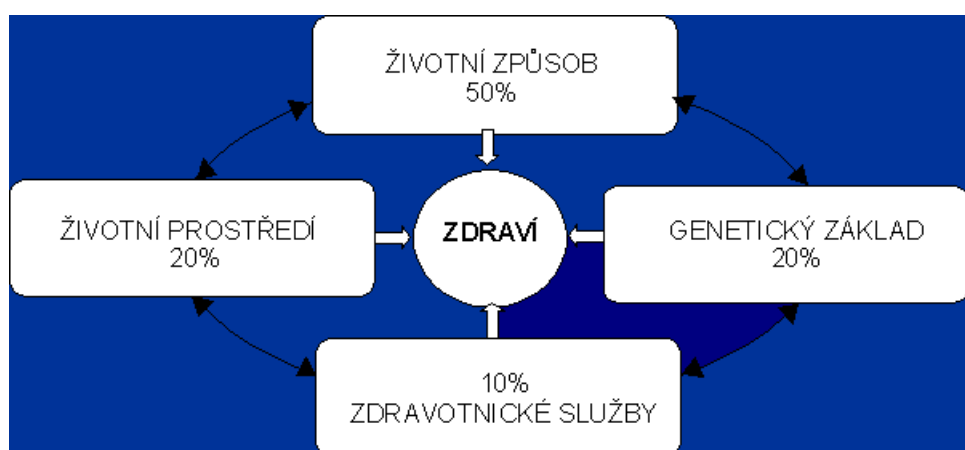 ŽIVOTNÍ ZPŮSOB
50%
ŽIVOTNÍ PROSTŘEDÍ
20%
ZDRAVÍ
GENETICKÝ ZÁKLAD
20%
10%
ZDRAVOTNICKÉ SLUŽBY